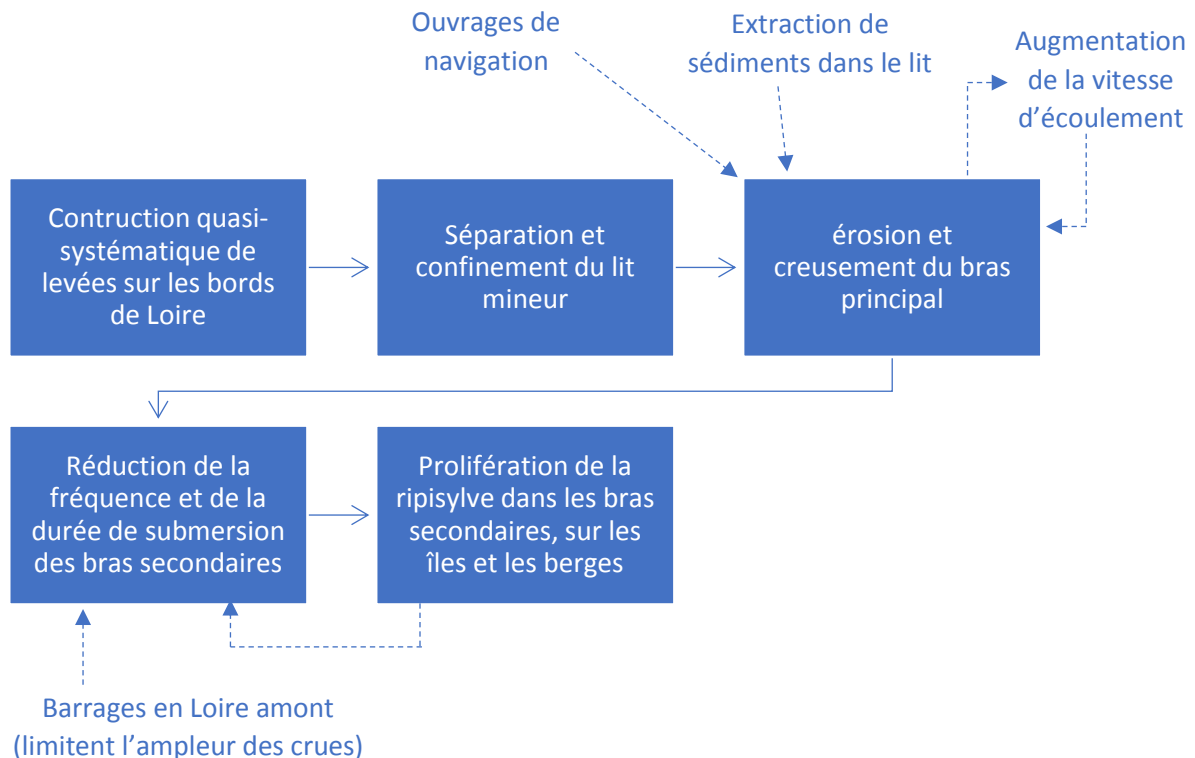 Ouvrages de
navigation
Extraction de
sédiments dans le lit
Augmentation
de la vitesse
d’écoulement
Contruction quasi-
systématique de
levées sur les bords
de Loire
Séparation et
confinement du lit
mineur
érosion et
creusement du bras
principal
Réduction de la
fréquence et de la
durée de submersion
des bras secondaires
Prolifération de la
ripisylve dans les bras
secondaires, sur les
îles et les berges
Barrages en Loire amont
(limitent l’ampleur des crues)